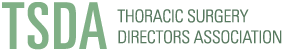 TSDA
THORACIC SURGERY
DIRECTORS ASSOCIATION